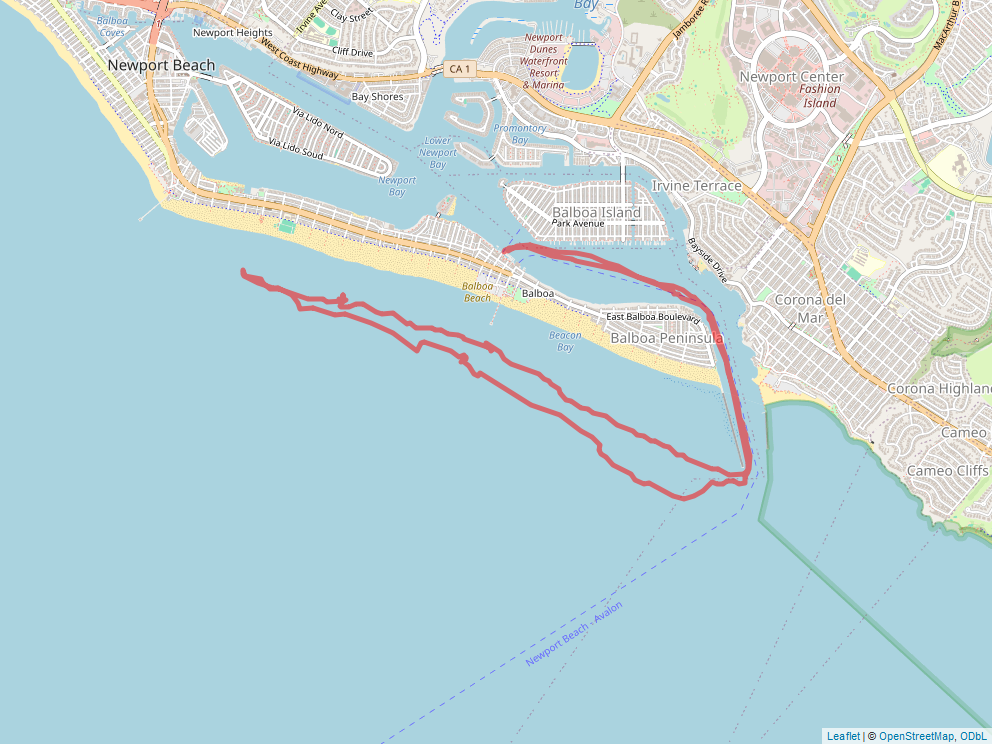 Bay
Balboa
Coves
Clay Street
Irvine Ave
Jamboree R
MacArthur B
Newport Heights
Cliff Drive
West Coast Highway
Newport Beach
CA 1
Newport
Dunes
Waterfront
Resort
& Marina
Newport Center
Fashion
Island
Bay Shores
Via Lido Nord
Via Lido Soud
Promontory
Bay
Lower
Newport
Bay
Newport
Bay
Irvine Terrace
Balboa Island
Park Avenue
Bayside Drive
Balboa
Beach
Balboa
Corona del
Mar
East Balboa Boulevard
Balboa Peninsula
Beacon
Bay
Corona Highlan
Cameo
Cameo Cliffs
Newport Beach - Avalon
Leaflet | © OpenStreetMap, ODbL